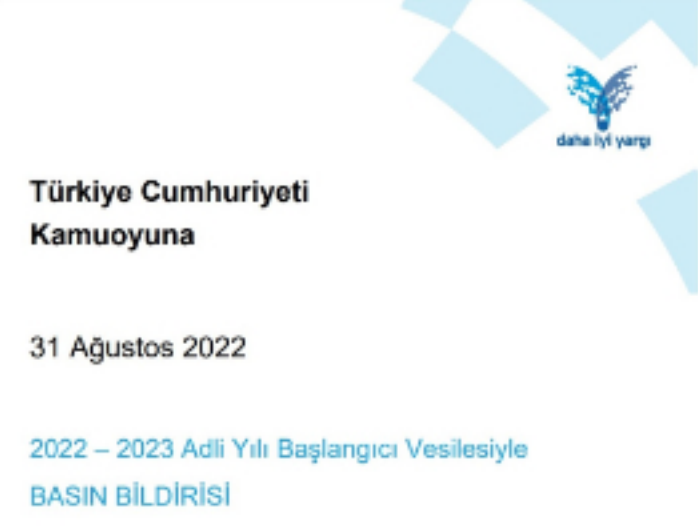 daha iyi yargı
Türkiye Cumhuriyeti
Kamuoyuna
31 Ağustos 2022
2022 – 2023 Adli Yılı Başlangıcı Vesilesiyle
BASIN BİLDİRİSİ